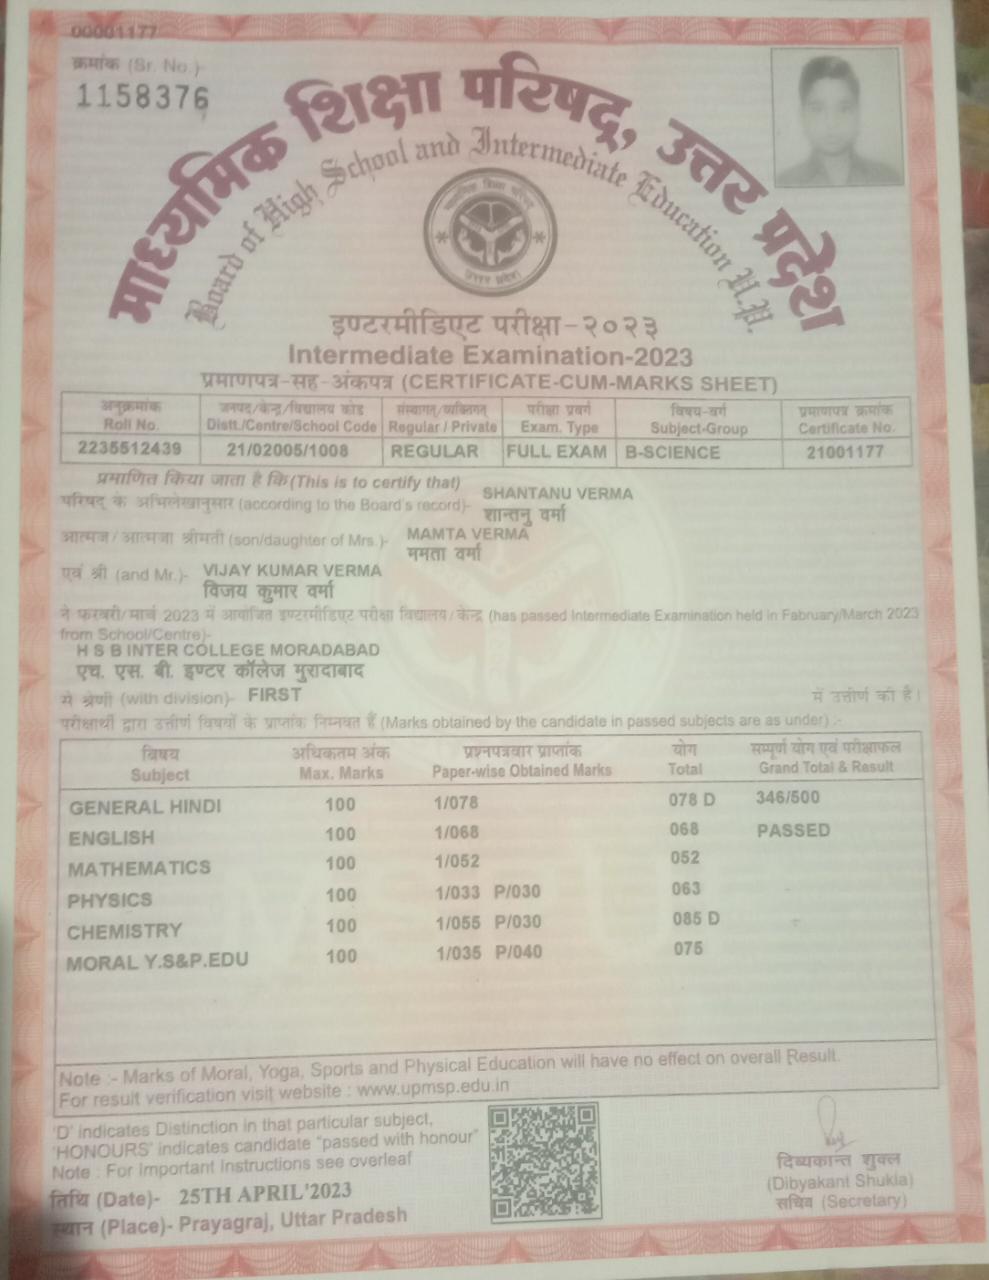 00001177
क्रमांक (Sr. No.)-
1158376
माध्यमिक शिक्षा परिषद्, उत्तर प्रदेश
Board of High School and Intermediate Education U.P.
माध्यमिक शिक्षा परिषद्
उत्तर प्रदेश
इण्टरमीडिएट परीक्षा-२०२३
Intermediate Examination-2023
प्रमाणपत्र-सह-अंकपत्र (CERTIFICATE-CUM-MARKS SHEET)
अनुक्रमांक जनपद/केन्द्र/विद्यालय कोड संस्थागत/व्यक्तिगत परीक्षा प्रवर्ग विषय-वर्ग प्रमाणपत्र क्रमांक
Roll No. Distt./Centre/School Code Regular / Private Exam. Type Subject-Group Certificate No.
2235512439 21/02005/1008 REGULAR FULL EXAM B-SCIENCE 21001177
प्रमाणित किया जाता है कि(This is to certify that)
परिषद् के अभिलेखानुसार (according to the Board's record)- SHANTANU VERMA
शान्तनु वर्मा
आत्मज/आत्मजा श्रीमती (son/daughter of Mrs.)- MAMTA VERMA
ममता वर्मा
एवं श्री (and Mr.)- VIJAY KUMAR VERMA
विजय कुमार वर्मा
ने फरवरी/मार्च 2023 में आयोजित इण्टरमीडिएट परीक्षा विद्यालय/केन्द्र (has passed Intermediate Examination held in Fabruary/March 2023
from School/Centre)-
H S B INTER COLLEGE MORADABAD
एच. एस. बी. इण्टर कॉलेज मुरादाबाद
से श्रेणी (with division)- FIRST में उत्तीर्ण की है।
परीक्षार्थी द्वारा उत्तीर्ण विषयों के प्राप्तांक निम्नवत हैं (Marks obtained by the candidate in passed subjects are as under) :-
विषय अधिकतम अंक प्रश्नपत्रवार प्राप्तांक योग सम्पूर्ण योग एवं परीक्षाफल
Subject Max. Marks Paper-wise Obtained Marks Total Grand Total & Result
GENERAL HINDI 100 1/078 078 D 346/500
ENGLISH 100 1/068 068 PASSED
MATHEMATICS 100 1/052 052
PHYSICS 100 1/033 P/030 063
CHEMISTRY 100 1/055 P/030 085 D
MORAL Y.S&P.EDU 100 1/035 P/040 075
Note :- Marks of Moral, Yoga, Sports and Physical Education will have no effect on overall Result.
For result verification visit website : www.upmsp.edu.in
'D' indicates Distinction in that particular subject,
'HONOURS' indicates candidate "passed with honour"
Note : For Important Instructions see overleaf
तिथि (Date)- 25TH APRIL'2023
स्थान (Place)- Prayagraj, Uttar Pradesh
दिब्यकान्त शुक्ल
(Dibyakant Shukla)
सचिव (Secretary)